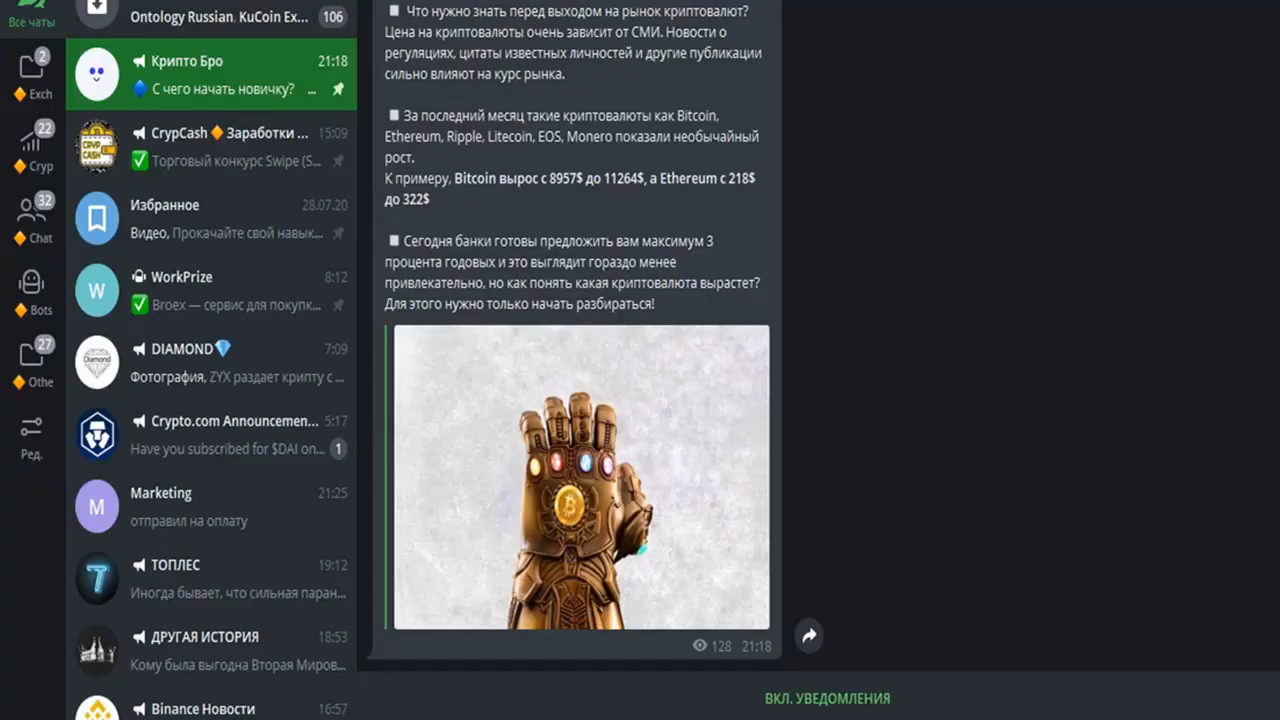 Все чаты
2
Exch
22
Cryp
32
Chat
Bots
27
Othe
Ред.
Ontology Russian, KuCoin Ex... 106
Крипто Бро 21:18
С чего начать новичку? ...
CrypCash Заработки ... 15:09
Торговый конкурс Swipe (S...
Избранное 28.07.20
Видео, Прокачайте свой навык...
W
WorkPrize 8:12
Broex — сервис для покупк...
Diamond
DIAMOND 7:09
Фотография, ZYX раздает крипту с ...
Crypto.com Announcemen... 5:17
Have you subscribed for $DAI on... 1
M
Marketing 21:25
отправил на оплату
ТОПЛЕС 19:12
Иногда бывает, что сильная паран...
ДРУГАЯ ИСТОРИЯ 18:53
Кому была выгодна Вторая Миров...
Binance Новости 16:57
Что нужно знать перед выходом на рынок криптовалют?
Цена на криптовалюты очень зависит от СМИ. Новости о
регуляциях, цитаты известных личностей и другие публикации
сильно влияют на курс рынка.
За последний месяц такие криптовалюты как Bitcoin,
Ethereum, Ripple, Litecoin, EOS, Monero показали необычайный
рост.
К примеру, Bitcoin вырос с 8957$ до 11264$, а Ethereum с 218$
до 322$
Сегодня банки готовы предложить вам максимум 3
процента годовых и это выглядит гораздо менее
привлекательно, но как понять какая криптовалюта вырастет?
Для этого нужно только начать разбираться!
128 21:18
ВКЛ. УВЕДОМЛЕНИЯ